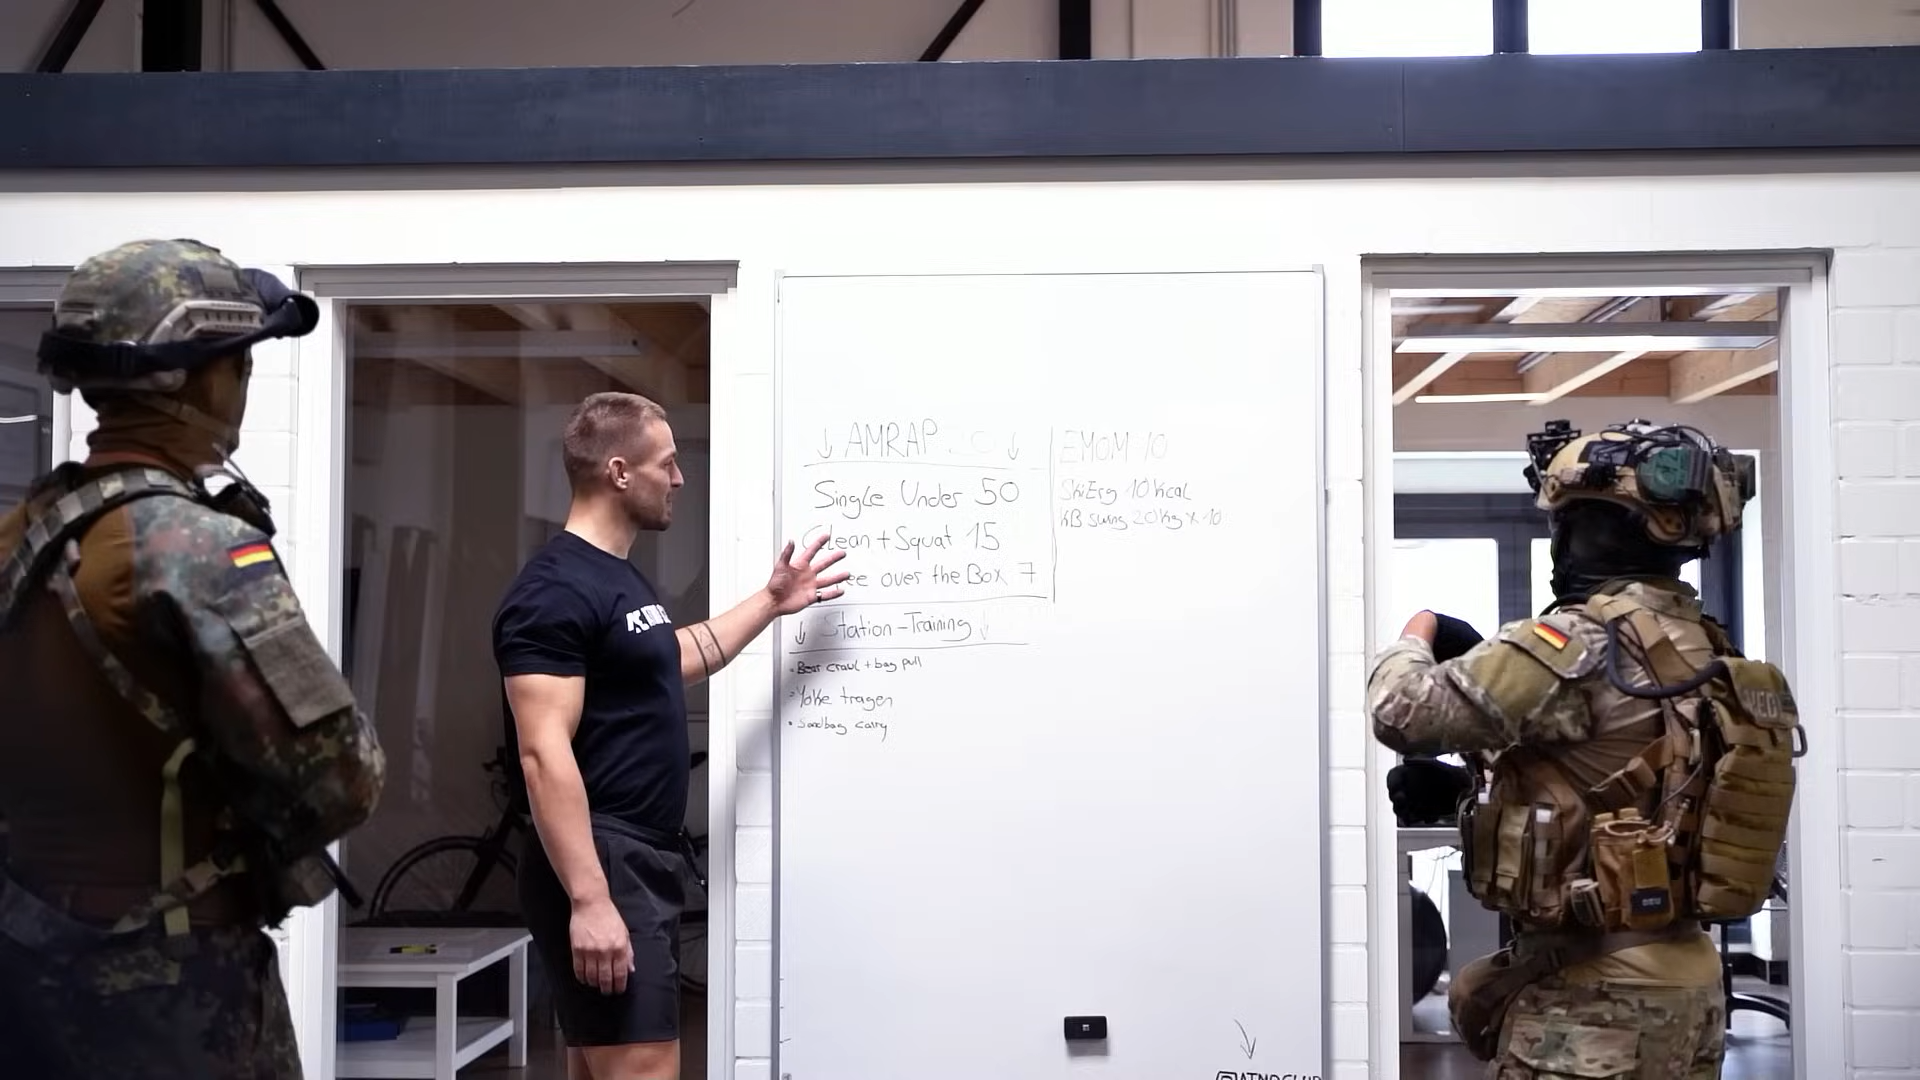 ↓ AMRAP ↓
Single Under 50
Clean + Squat 15
over the Box 7
↓ Station-Training ↓
• Bear crawl + bag pull
• Yoke tragen
• Sandbag carry
EMOM 10
SkiErg 10 kcal
KB swing 20kg x 10